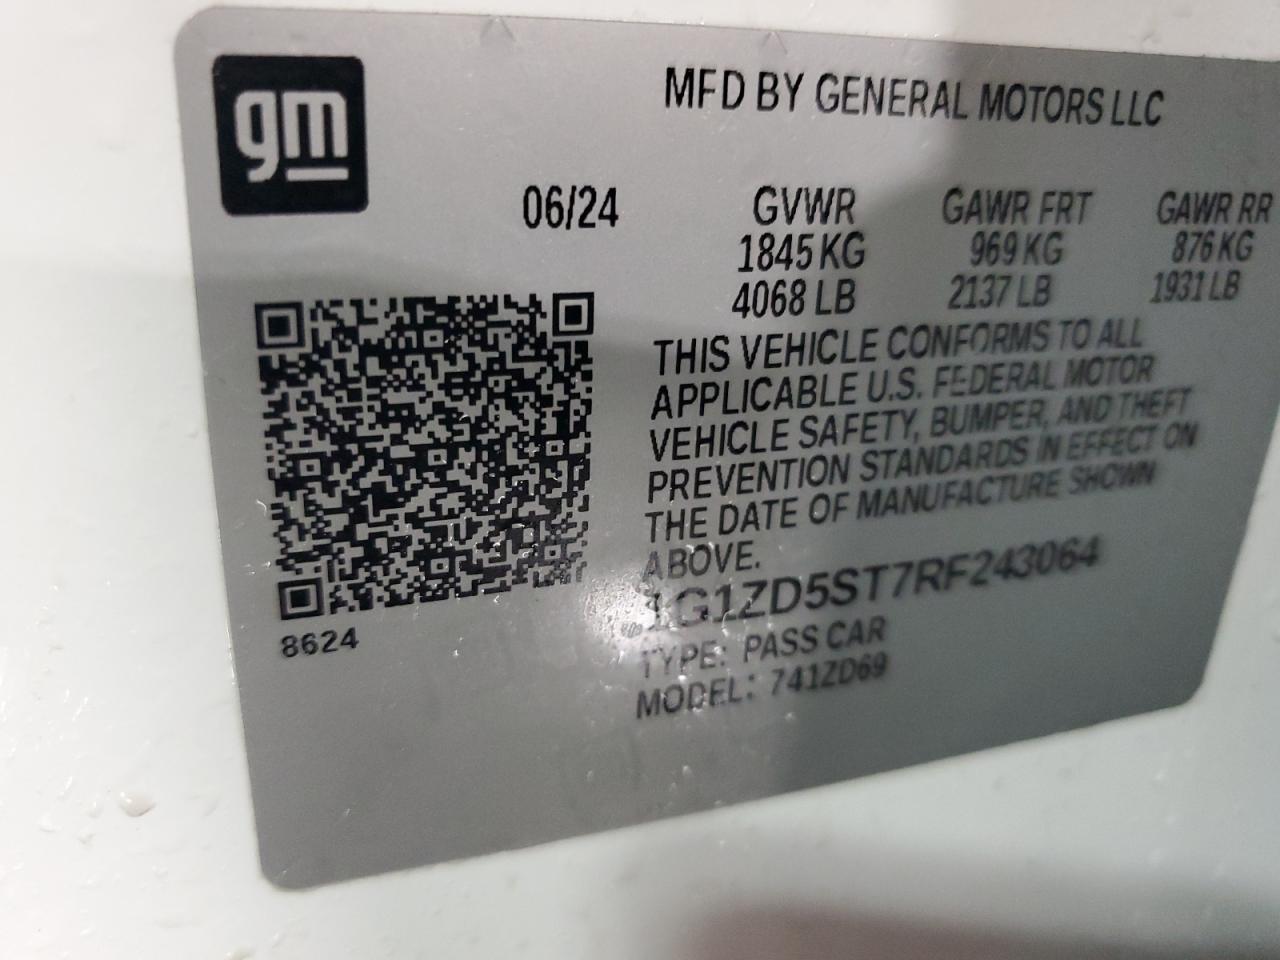 gm
MFD BY GENERAL MOTORS LLC
06/24 GVWR GAWR FRT GAWR RR
1845 KG 969 KG 876 KG
4068 LB 2137 LB 1931 LB
THIS VEHICLE CONFORMS TO ALL
APPLICABLE U.S. FEDERAL MOTOR
VEHICLE SAFETY, BUMPER, AND THEFT
PREVENTION STANDARDS IN EFFECT ON
THE DATE OF MANUFACTURE SHOWN
ABOVE.
1G1ZD5ST7RF243064
TYPE: PASS CAR
MODEL: 741ZD69
8624